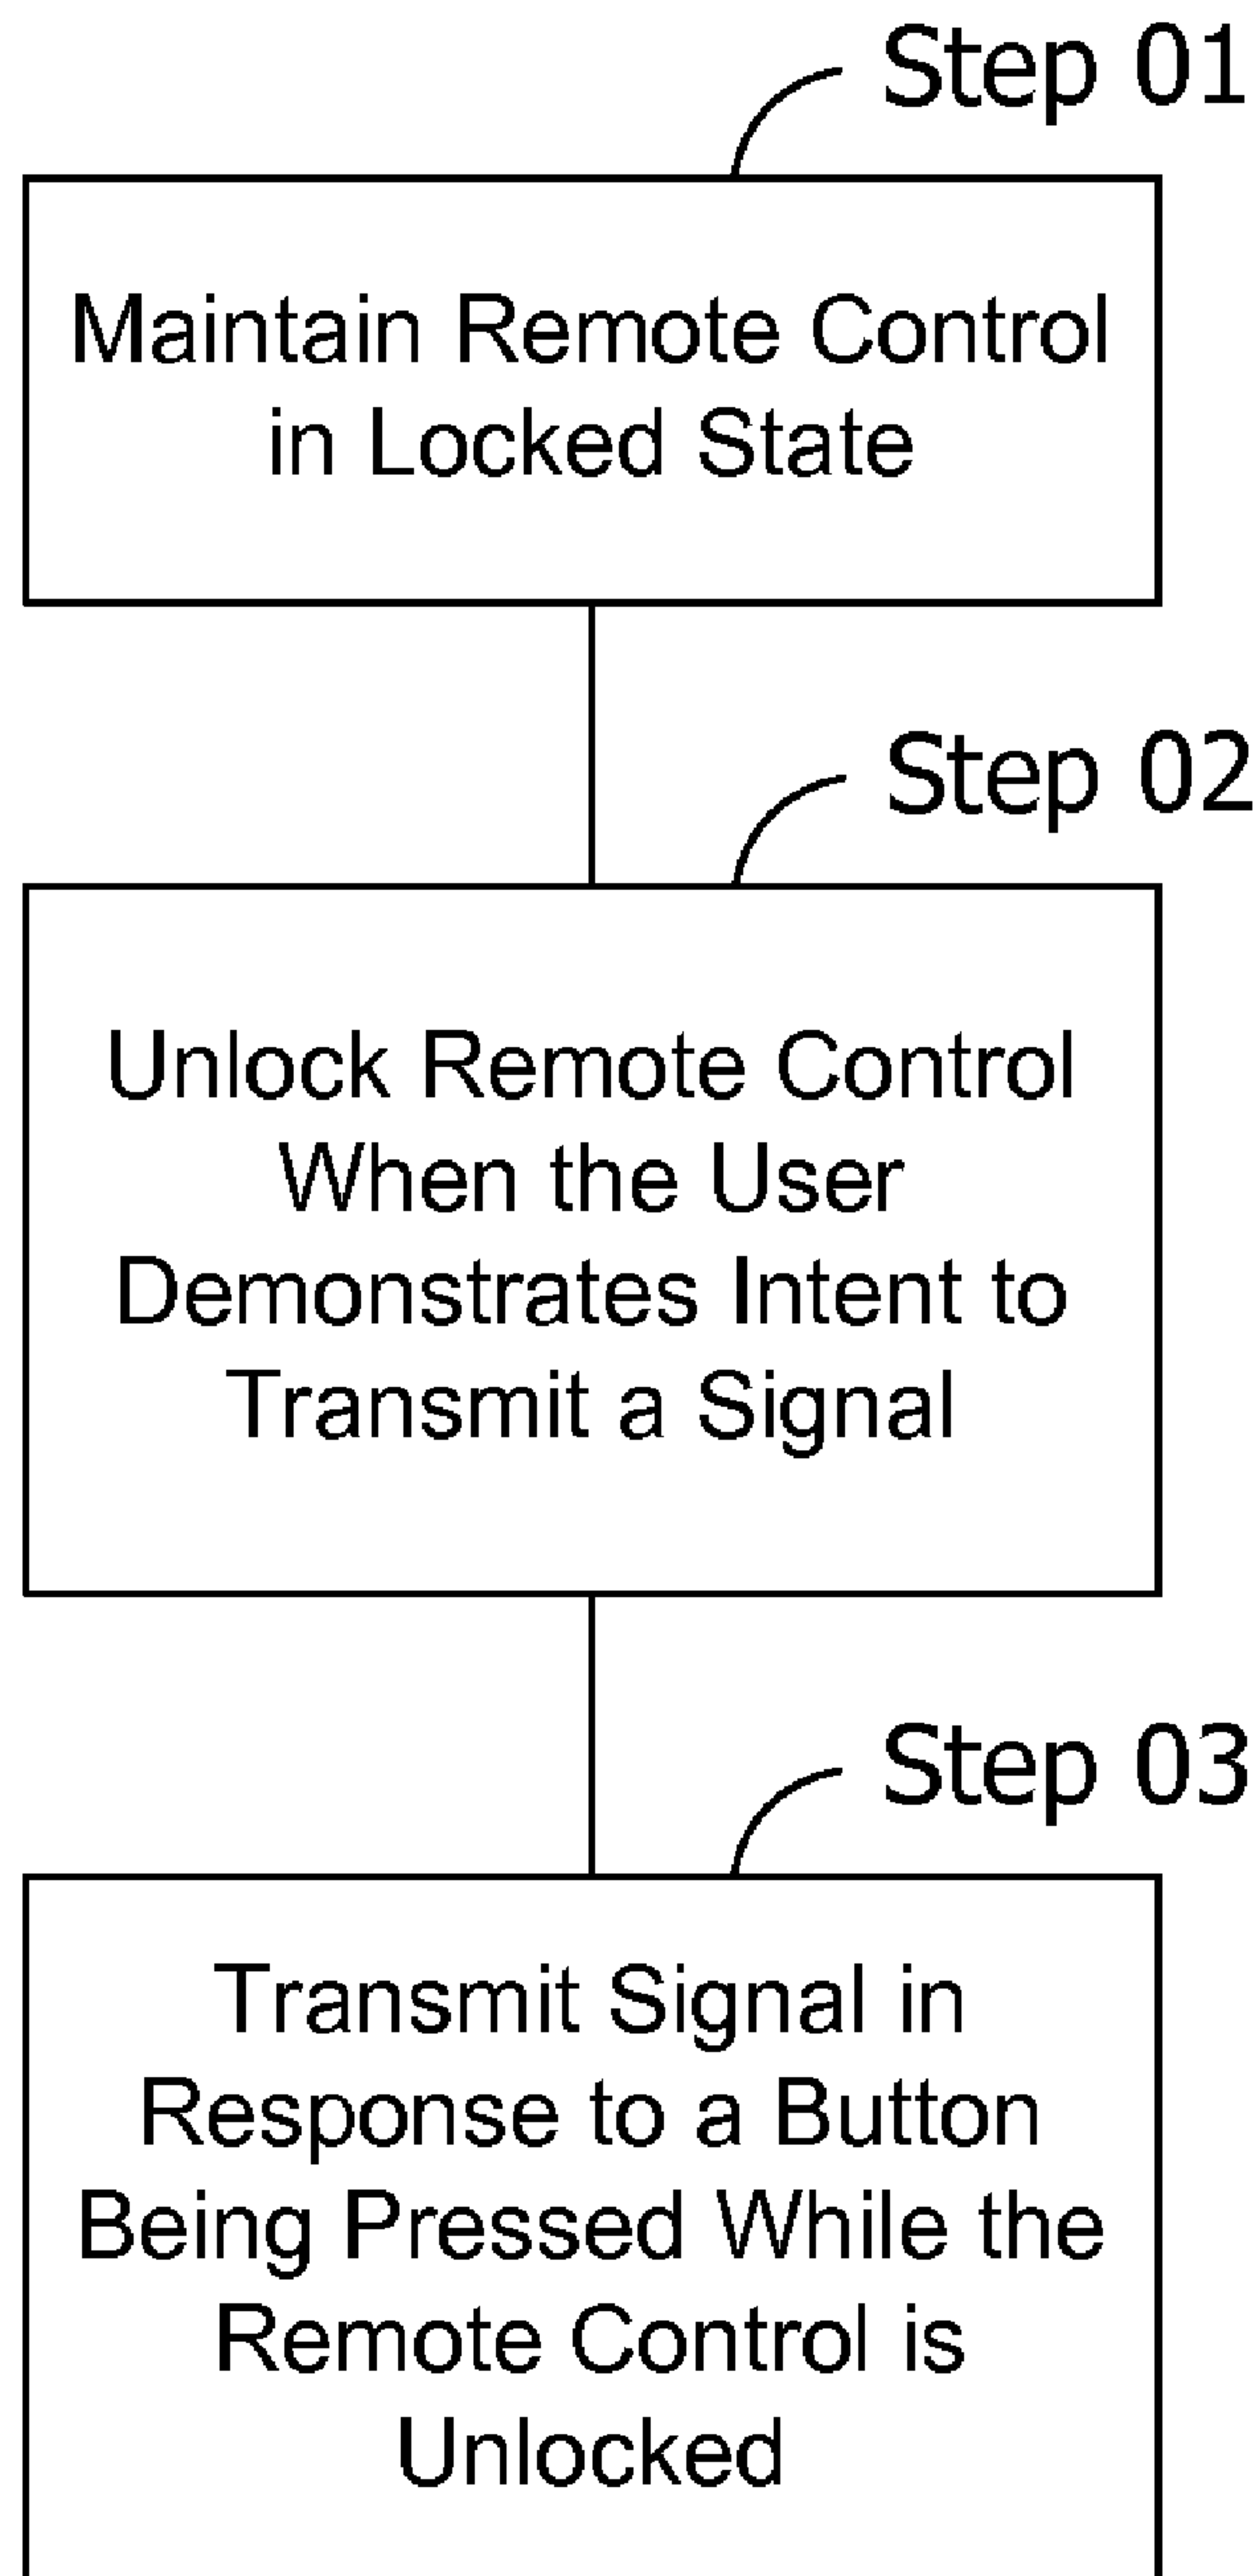 Step 01
Maintain Remote Control
in Locked State
Step 02
Unlock Remote Control
When the User
Demonstrates Intent to
Transmit a Signal
Step 03
Transmit Signal in
Response to a Button
Being Pressed While the
Remote Control is
Unlocked